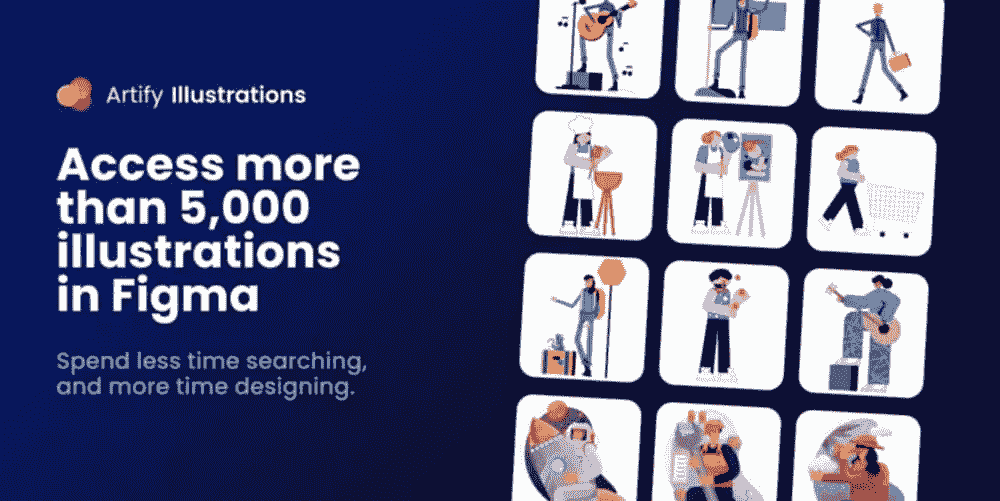 Artify Illustrations
Access more
than 5,000
illustrations
in Figma
Spend less time searching,
and more time designing.